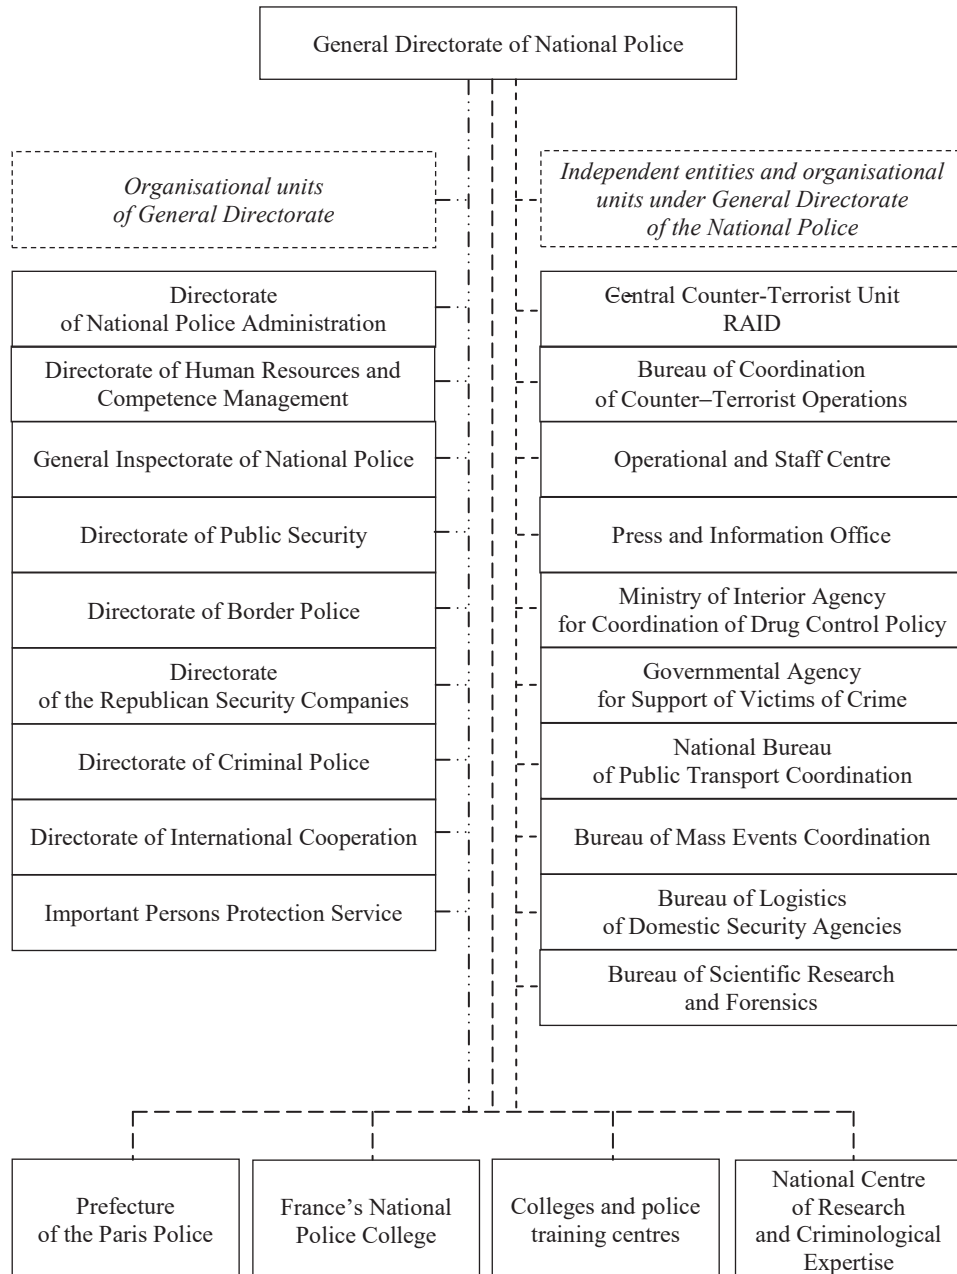 General Directorate of National Police
Organisational units
of General Directorate
Directorate
of National Police Administration
Directorate of Human Resources and
Competence Management
General Inspectorate of National Police
Directorate of Public Security
Directorate of Border Police
Directorate
of the Republican Security Companies
Directorate of Criminal Police
Directorate of International Cooperation
Important Persons Protection Service
Independent entities and organisational
units under General Directorate
of the National Police
Central Counter-Terrorist Unit
RAID
Bureau of Coordination
of Counter–Terrorist Operations
Operational and Staff Centre
Press and Information Office
Ministry of Interior Agency
for Coordination of Drug Control Policy
Governmental Agency
for Support of Victims of Crime
National Bureau
of Public Transport Coordination
Bureau of Mass Events Coordination
Bureau of Logistics
of Domestic Security Agencies
Bureau of Scientific Research
and Forensics
Prefecture
of the Paris Police
France’s National
Police College
Colleges and police
training centres
National Centre
of Research
and Criminological
Expertise